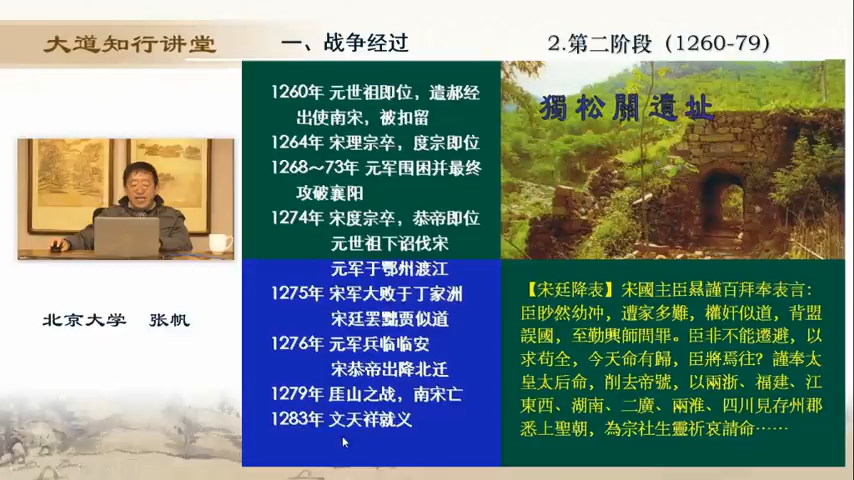 大道知行讲堂
一、战争经过
2.第二阶段（1260-79）
1260年 元世祖即位，遣郝经
出使南宋，被扣留
1264年 宋理宗卒，度宗即位
1268～73年 元军围困并最终
攻破襄阳
1274年 宋度宗卒，恭帝即位
元世祖下诏伐宋
元军于鄂州渡江
1275年 宋军大败于丁家洲
宋廷罢黜贾似道
1276年 元军兵临临安
宋恭帝出降北迁
1279年 厓山之战，南宋亡
1283年 文天祥就义
獨松關遺址
【宋廷降表】宋國主臣㬎謹百拜奉表言：
臣眇然幼冲，遭家多難，權奸似道，背盟
誤國，至勤興師問罪。臣非不能遷避，以
求苟全，今天命有歸，臣將焉往？謹奉太
皇太后命，削去帝號，以兩浙、福建、江
東西、湖南、二廣、兩淮、四川見存州郡
悉上聖朝，為宗社生靈祈哀請命……
北京大学 张帆